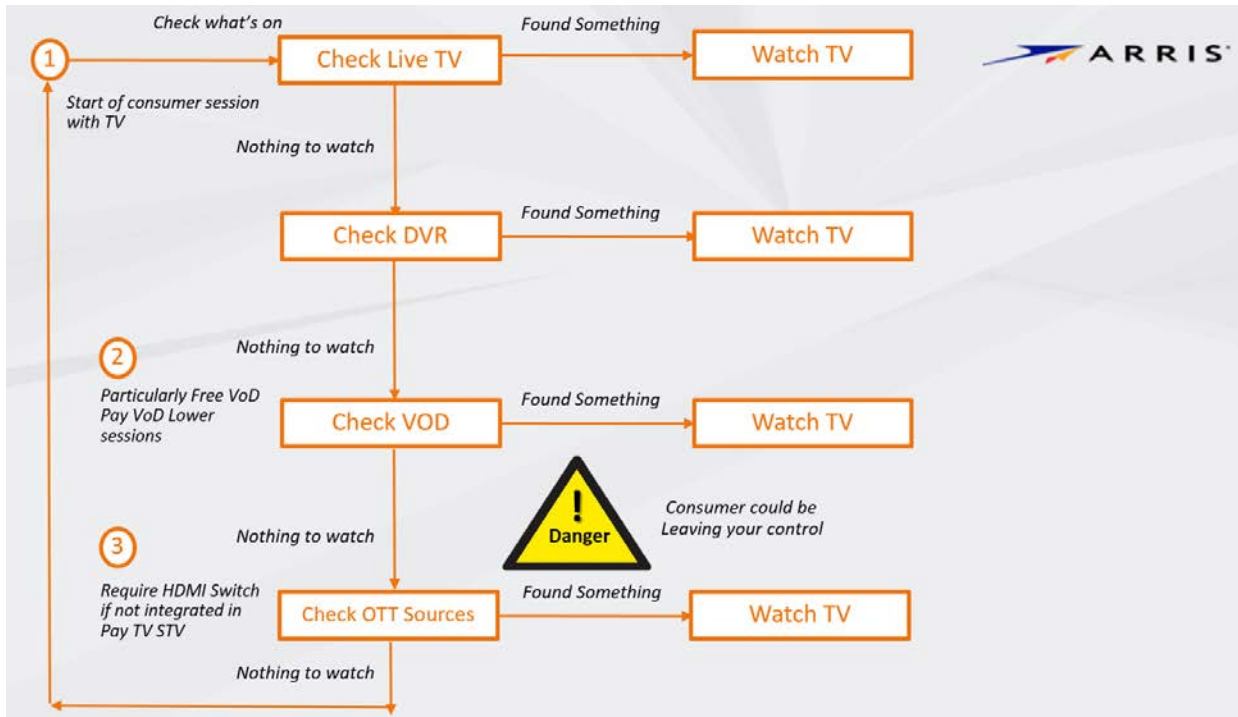 Check what's on
Found Something
1
Check Live TV
Watch TV
ARRIS
Start of consumer session
with TV
Nothing to watch
Found Something
Check DVR
Watch TV
Nothing to watch
2
Particularly Free VoD
Pay VoD Lower
sessions
Found Something
Check VOD
Watch TV
!
Danger
Consumer could be
Leaving your control
Nothing to watch
3
Require HDMI Switch
if not integrated in
Pay TV STV
Found Something
Check OTT Sources
Watch TV
Nothing to watch